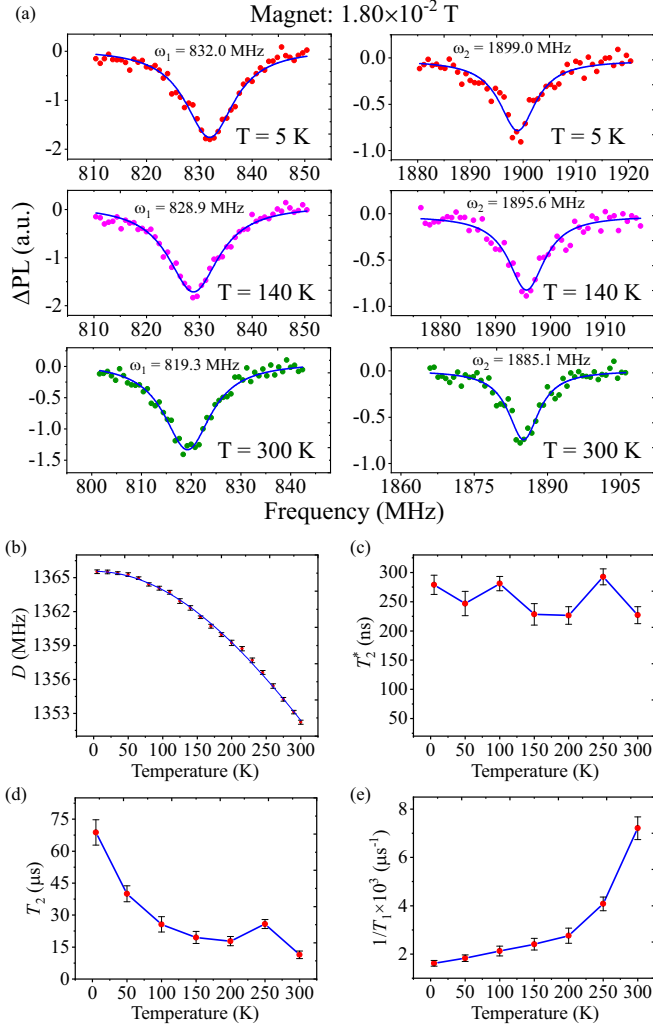 Magnet: 1.80×10⁻² T
(a)
ω₁ = 832.0 MHz
T = 5 K
0
-1
-2
810 820 830 840 850
ω₂ = 1899.0 MHz
T = 5 K
0.0
-0.5
-1.0
1880 1890 1900 1910 1920
ΔPL (a.u.)
ω₁ = 828.9 MHz
T = 140 K
0
-1
-2
810 820 830 840 850
ω₂ = 1895.6 MHz
T = 140 K
0.0
-0.5
-1.0
1880 1890 1900 1910
ω₁ = 819.3 MHz
T = 300 K
0.0
-0.5
-1.0
-1.5
800 810 820 830 840
ω₂ = 1885.1 MHz
T = 300 K
0.0
-0.5
-1.0
1860 1875 1890 1905
Frequency (MHz)
(b)
D (MHz)
1365
1362
1359
1356
1353
0 50 100 150 200 250 300
Temperature (K)
(c)
T₂* (ns)
300
250
200
150
100
50
0 50 100 150 200 250 300
Temperature (K)
(d)
T₂ (μs)
75
60
45
30
15
0
0 50 100 150 200 250 300
Temperature (K)
(e)
1/T₁×10³ (μs⁻¹)
8
6
4
2
0 50 100 150 200 250 300
Temperature (K)